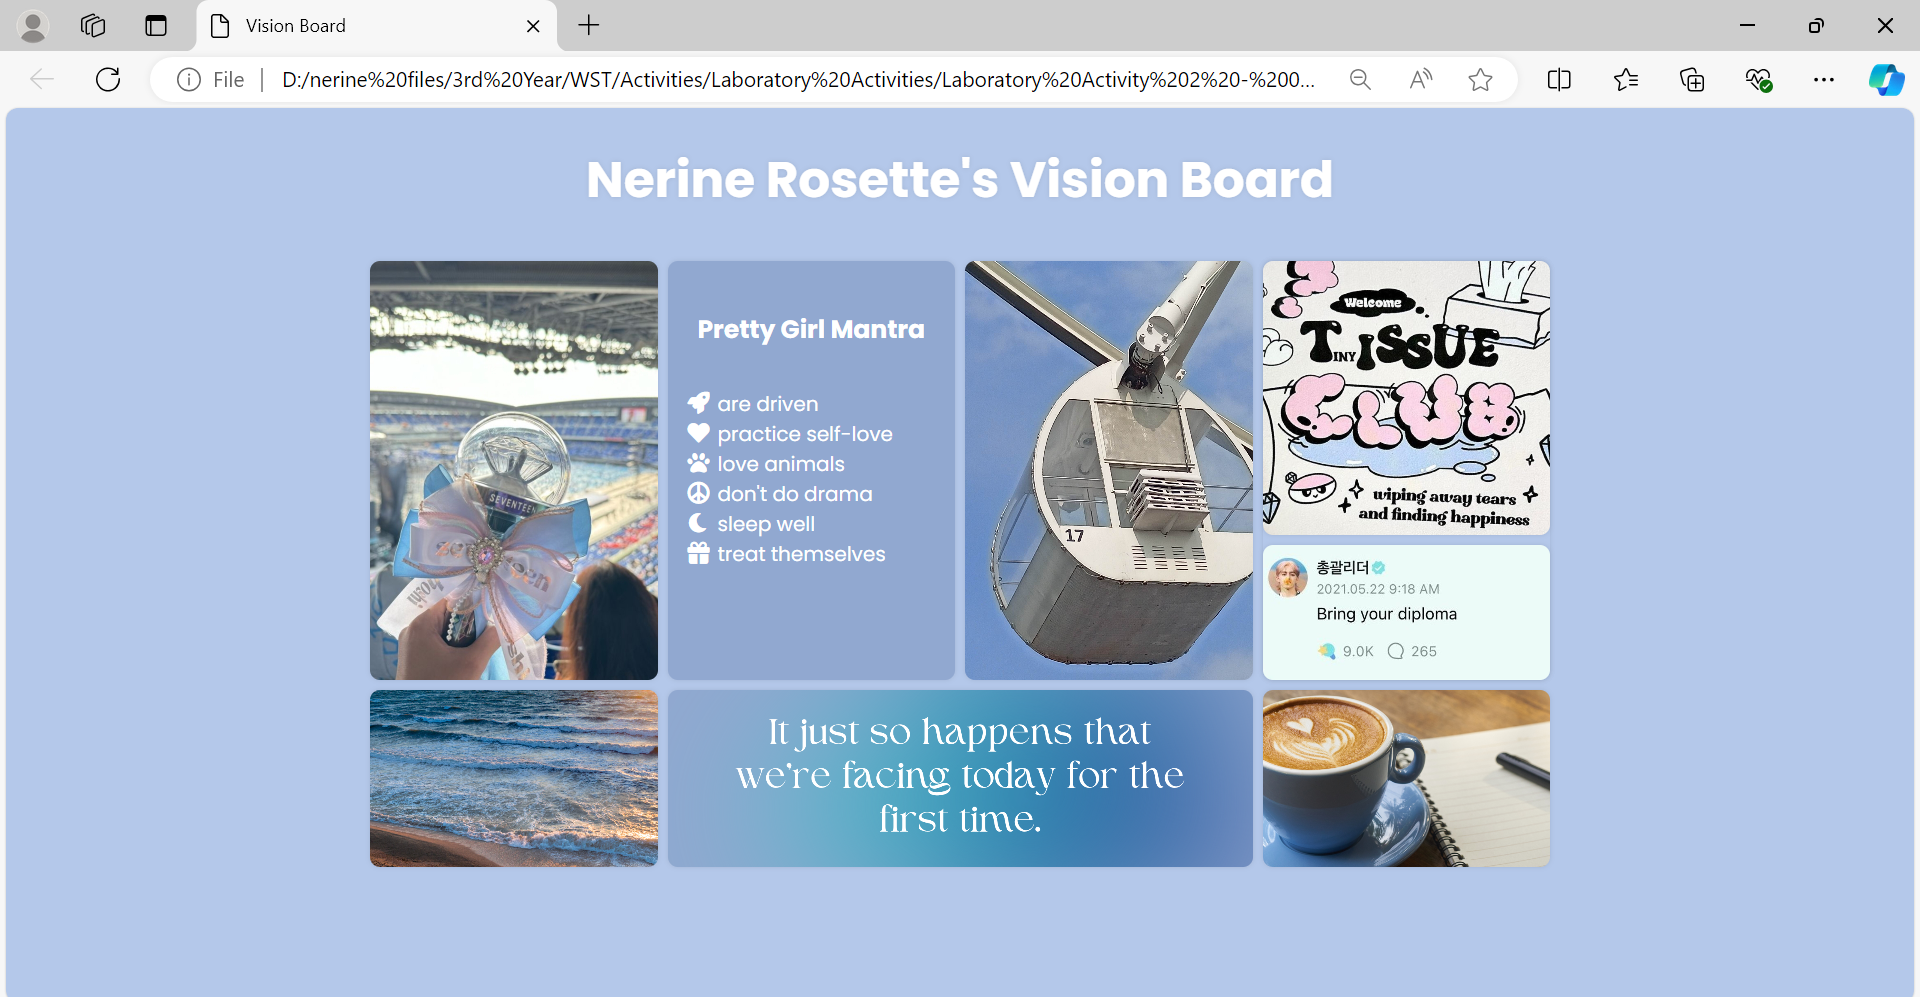 Vision Board
File
D:/nerine%20files/3rd%20Year/WST/Activities/Laboratory%20Activities/Laboratory%20Activity%202%20-%200...
Nerine Rosette's Vision Board
SEVENTEEN
Hoshi
Pretty Girl Mantra
are driven
practice self-love
love animals
don't do drama
sleep well
treat themselves
17
Welcome
TINY iSSUE
CLUB
wiping away tears
and finding happiness
총괄리더
2021.05.22 9:18 AM
Bring your diploma
9.0K 265
It just so happens that
we're facing today for the
first time.